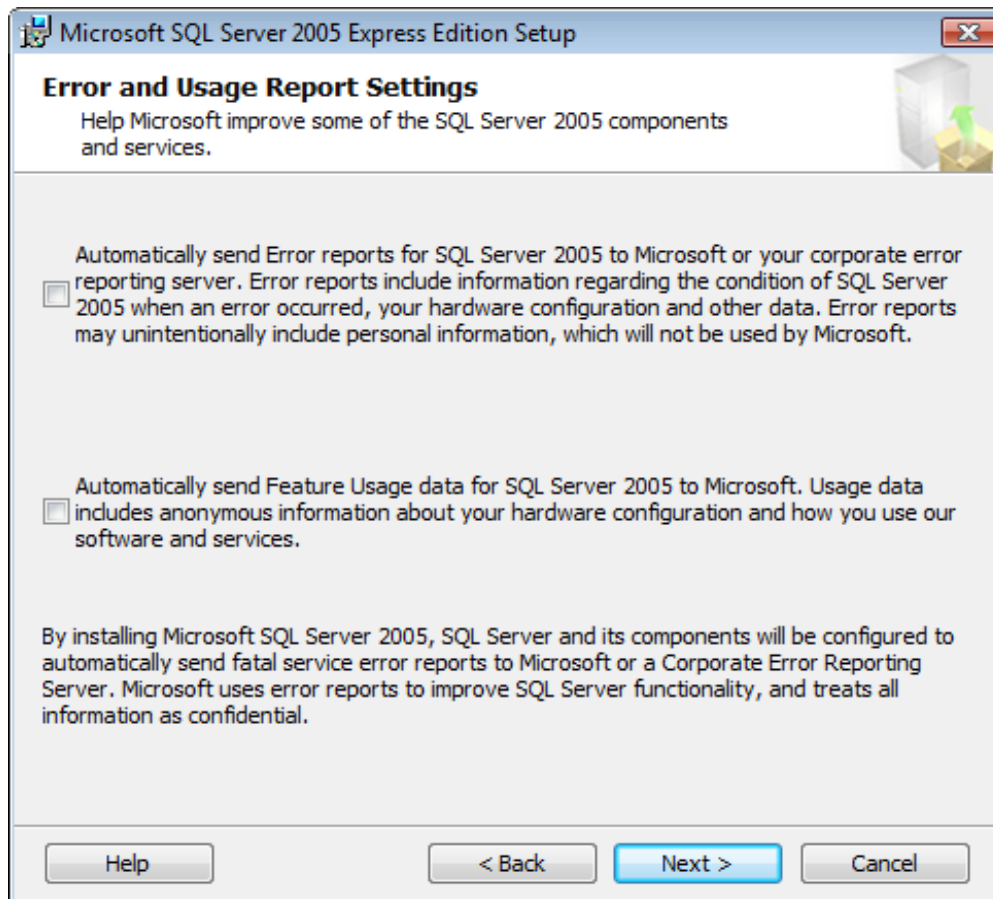 Microsoft SQL Server 2005 Express Edition Setup
Error and Usage Report Settings
Help Microsoft improve some of the SQL Server 2005 components
and services.
Automatically send Error reports for SQL Server 2005 to Microsoft or your corporate error
reporting server. Error reports include information regarding the condition of SQL Server
2005 when an error occurred, your hardware configuration and other data. Error reports
may unintentionally include personal information, which will not be used by Microsoft.
Automatically send Feature Usage data for SQL Server 2005 to Microsoft. Usage data
includes anonymous information about your hardware configuration and how you use our
software and services.
By installing Microsoft SQL Server 2005, SQL Server and its components will be configured to
automatically send fatal service error reports to Microsoft or a Corporate Error Reporting
Server. Microsoft uses error reports to improve SQL Server functionality, and treats all
information as confidential.
Help
< Back
Next >
Cancel